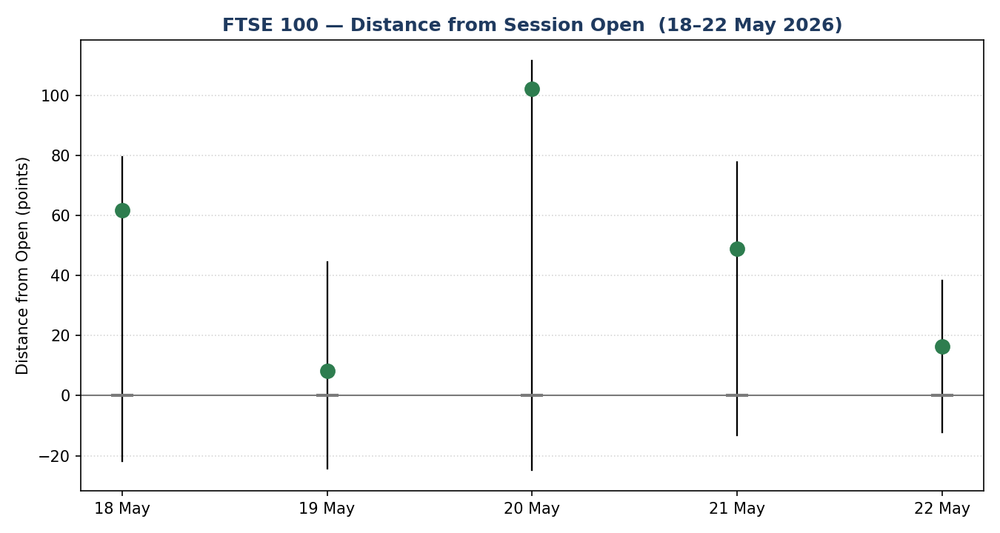 FTSE 100 — Distance from Session Open  (18–22 May 2026)
Distance from Open (points)
100
80
60
40
20
0
−20
18 May
19 May
20 May
21 May
22 May